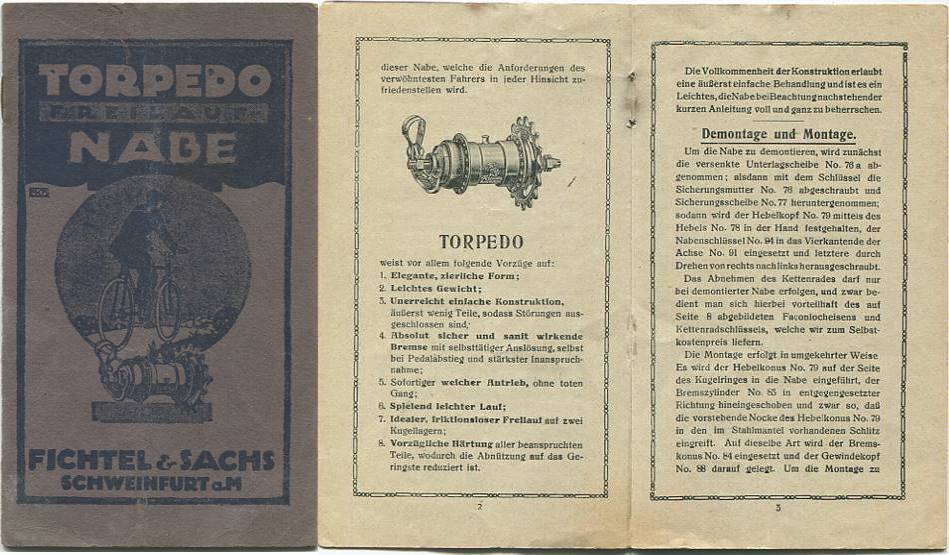 TORPEDO
FREILAUF
NABE
FICHTEL & SACHS
SCHWEINFURT a.M
dieser Nabe, welche die Anforderungen des
verwöhntesten Fahrers in jeder Hinsicht zu-
friedenstellen wird.
TORPEDO
weist vor allem folgende Vorzüge auf:
1. Elegante, zierliche Form;
2. Leichtes Gewicht;
3. Unerreicht einfache Konstruktion,
äußerst wenig Teile, sodass Störungen aus-
geschlossen sind;
4. Absolut sicher und sanft wirkende
Bremse mit selbsttätiger Auslösung, selbst
bei Pedalabstieg und stärkster Inanspruch-
nahme;
5. Sofortiger weicher Antrieb, ohne toten
Gang;
6. Spielend leichter Lauf;
7. Idealer, friktionsloser Freilauf auf zwei
Kugellagern;
8. Vorzügliche Härtung aller beanspruchten
Teile, wodurch die Abnützung auf das Ge-
ringste reduziert ist.
2
Die Vollkommenheit der Konstruktion erlaubt
eine äußerst einfache Behandlung und ist es ein
Leichtes, die Nabe bei Beachtung nachstehender
kurzen Anleitung voll und ganz zu beherrschen.
Demontage und Montage.
Um die Nabe zu demontieren, wird zunächst
die versenkte Unterlagscheibe No. 76a ab-
genommen; alsdann mit dem Schlüssel die
Sicherungsmutter No. 76 abgeschraubt und
Sicherungsscheibe No. 77 heruntergenommen;
sodann wird der Hebelkopf No. 79 mittels des
Hebels No. 78 in der Hand festgehalten, der
Nabenschlüssel No. 94 in das Vierkantende der
Achse No. 91 eingesetzt und letztere durch
Drehen von rechts nach links herausgeschraubt.
Das Abnehmen des Kettenrades darf nur
bei demontierter Nabe erfolgen, und zwar be-
dient man sich hierbei vorteilhaft des auf
Seite 8 abgebildeten Façonlocheisens und
Kettenradschlüssels, welche wir zum Selbst-
kostenpreis liefern.
Die Montage erfolgt in umgekehrter Weise
Es wird der Hebelkonus No. 79 auf der Seite
des Kugelringes in die Nabe eingeführt, der
Bremszylinder No. 85 in entgegengesetzter
Richtung hineingeschoben und zwar so, daß
die vorstehende Nocke des Hebelkonus No. 79
in den im Stahlmantel vorhandenen Schlitz
eingreift. Auf dieselbe Art wird der Brems-
konus No. 84 eingesetzt und der Gewindekopf
No. 88 darauf gelegt. Um die Montage zu
3